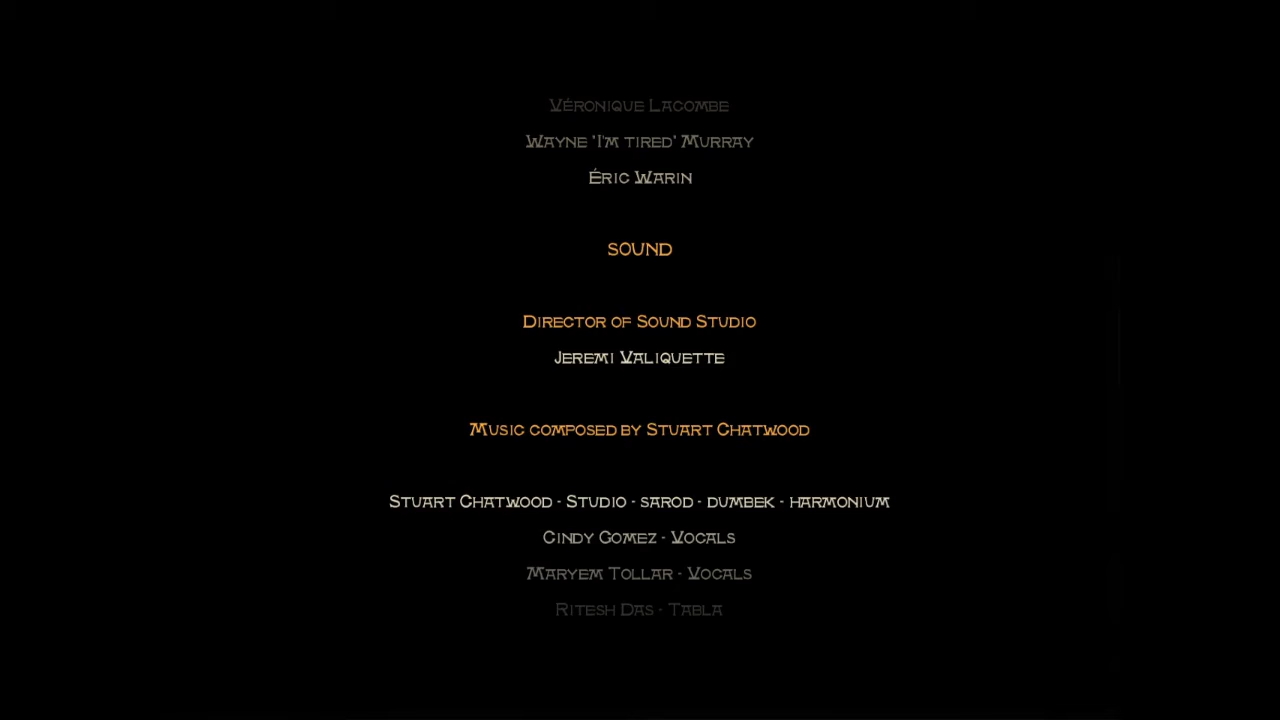 Véronique Lacombe
Wayne "I'm tired" Murray
Éric Warin
SOUND
Director of Sound Studio
Jeremi Valiquette
Music composed by Stuart Chatwood
Stuart Chatwood - Studio - sarod - dumbek - harmonium
Cindy Gomez - Vocals
Maryem Tollar - Vocals
Ritesh Das - Tabla